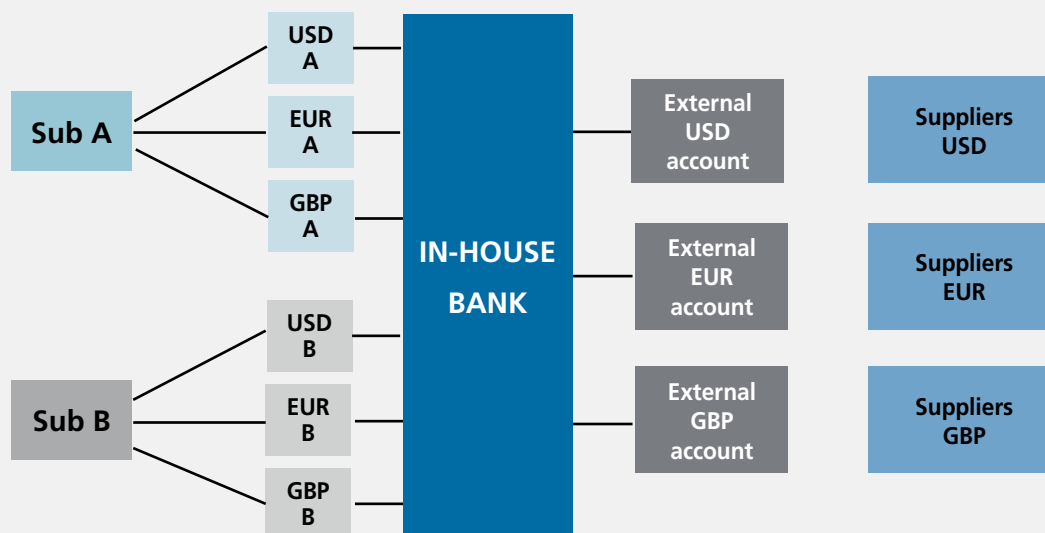 Sub A
USD
A
EUR
A
GBP
A
Sub B
USD
B
EUR
B
GBP
B
IN-HOUSE
BANK
External
USD
account
External
EUR
account
External
GBP
account
Suppliers
USD
Suppliers
EUR
Suppliers
GBP